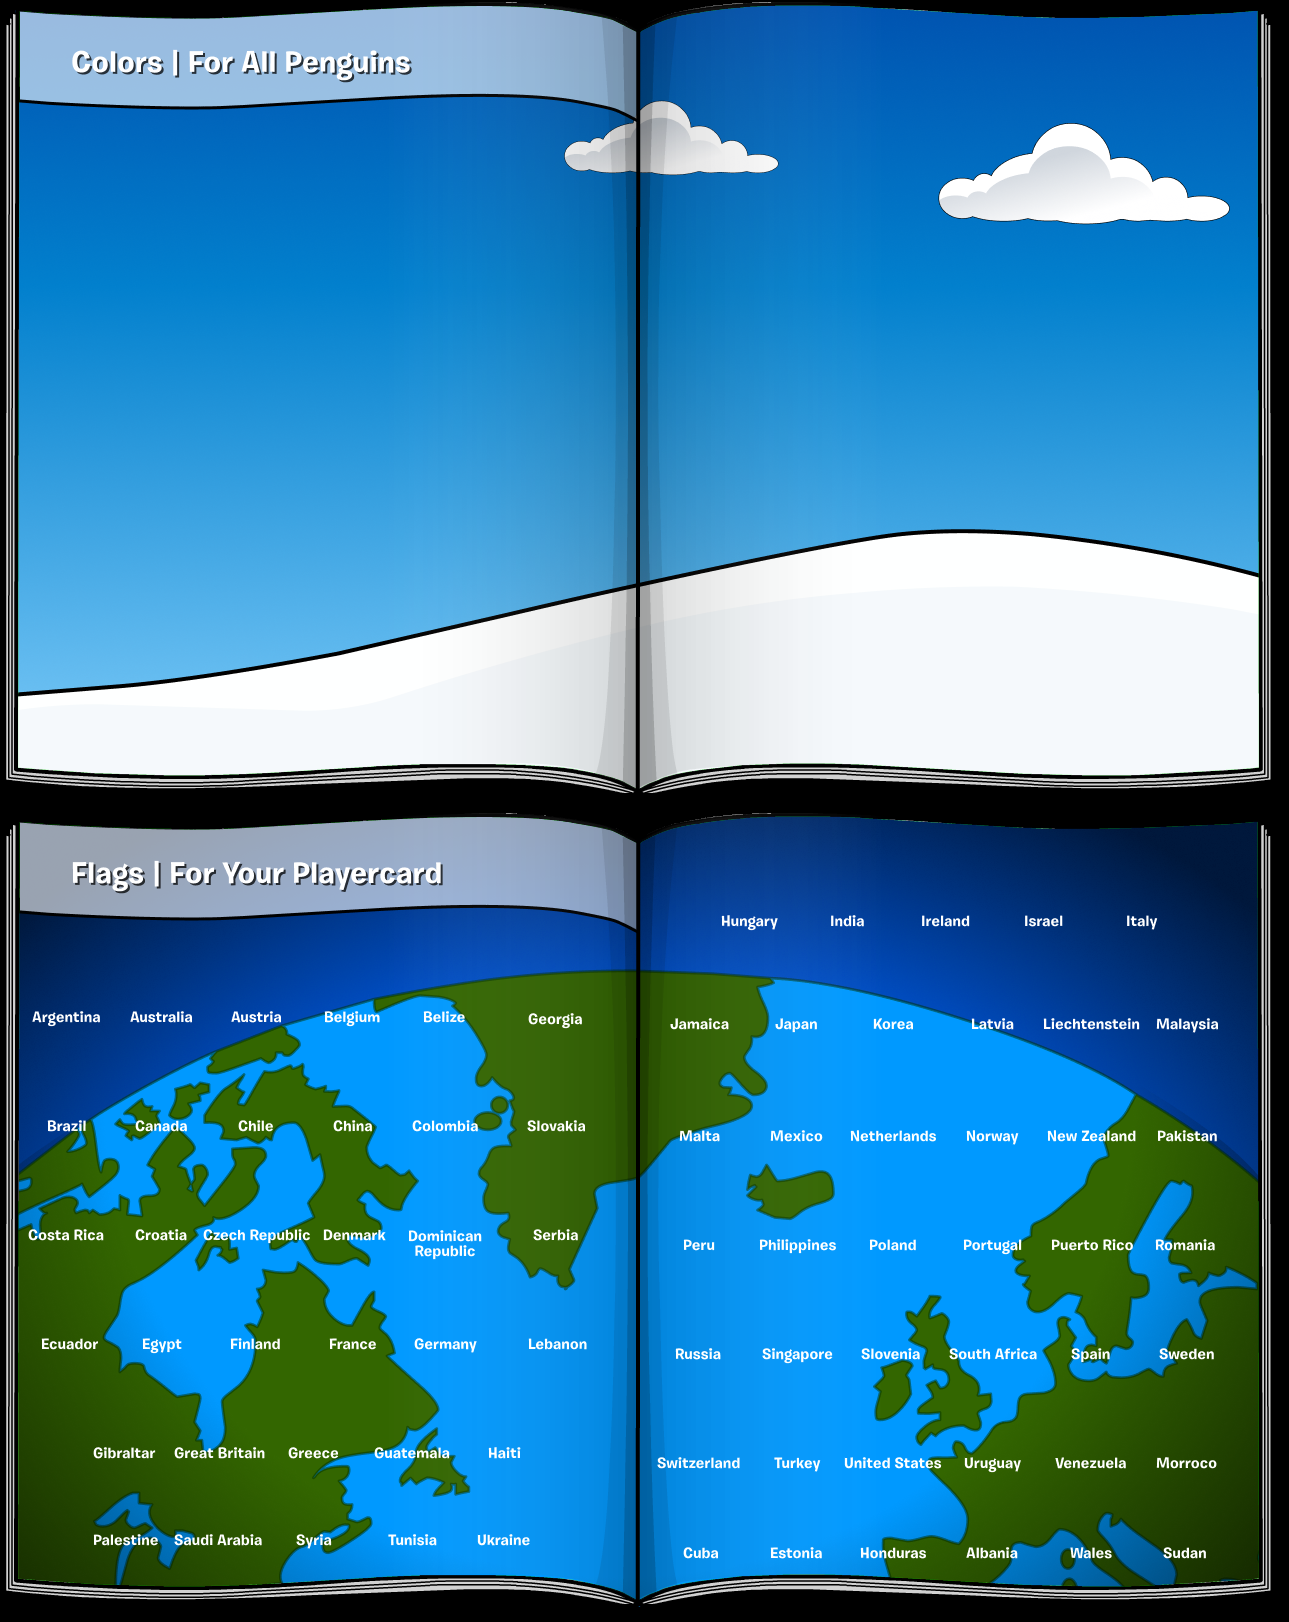 Colors | For All Penguins
Flags | For Your Playercard
Argentina Australia Austria Belgium Belize Georgia
Brazil Canada Chile China Colombia Slovakia
Costa Rica Croatia Czech Republic Denmark Dominican Republic Serbia
Ecuador Egypt Finland France Germany Lebanon
Gibraltar Great Britain Greece Guatemala Haiti
Palestine Saudi Arabia Syria Tunisia Ukraine
Hungary India Ireland Israel Italy
Jamaica Japan Korea Latvia Liechtenstein Malaysia
Malta Mexico Netherlands Norway New Zealand Pakistan
Peru Philippines Poland Portugal Puerto Rico Romania
Russia Singapore Slovenia South Africa Spain Sweden
Switzerland Turkey United States Uruguay Venezuela Morroco
Cuba Estonia Honduras Albania Wales Sudan